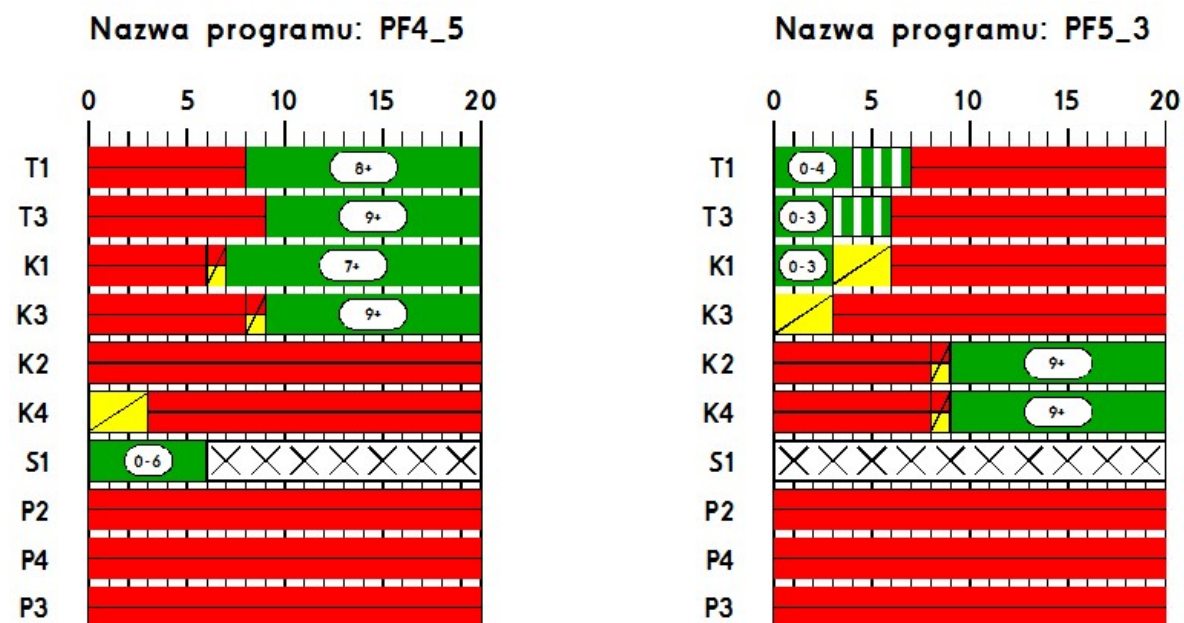 Nazwa programu: PF4_5
0 5 10 15 20
T1 8+
T3 9+
K1 7+
K3 9+
K2
K4
S1 0-6
P2
P4
P3
Nazwa programu: PF5_3
0 5 10 15 20
T1 0-4
T3 0-3
K1 0-3
K3
K2 9+
K4 9+
S1
P2
P4
P3